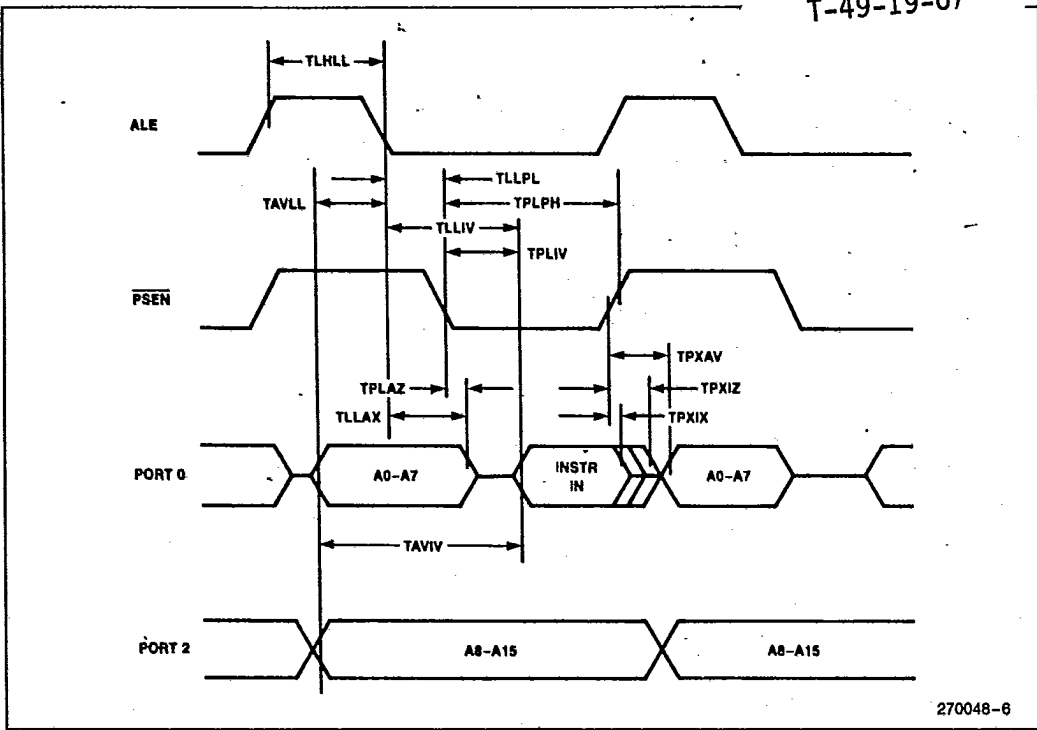 T-49-19-07
TLHLL
ALE
TLLPL
TAVLL
TPLPH
TLLIV
TPLIV
PSEN
TPXAV
TPLAZ
TPXIZ
TLLAX
TPXIX
PORT 0
A0-A7
INSTR
IN
A0-A7
TAVIV
PORT 2
A8-A15
A8-A15
270048-6